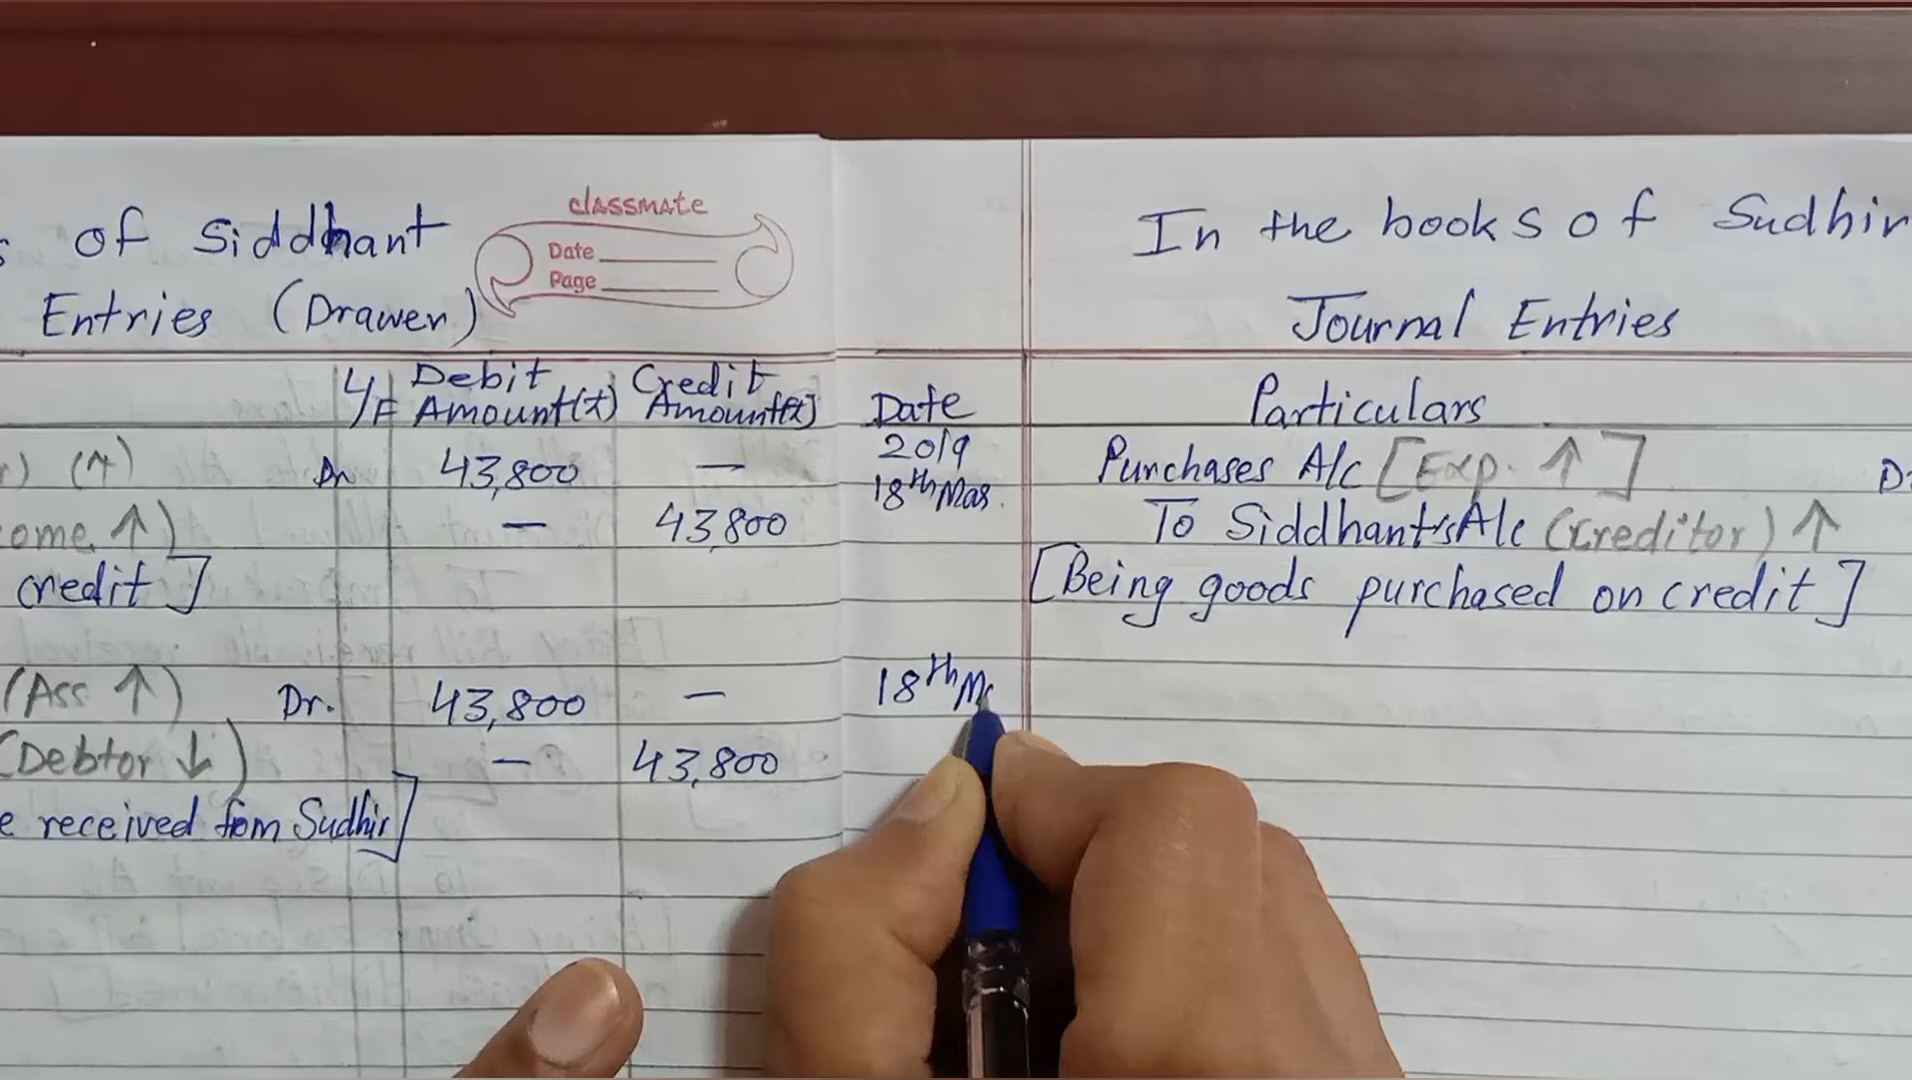 of Siddhant
Entries (Drawer)
classmate
Date
Page
L/F Debit Amount(₹) Credit Amount(₹)
(↑) Dr 43,800 —
ome ↑) — 43,800
credit]
(Ass ↑) Dr. 43,800 —
(Debtor ↓) — 43,800
e received from Sudhir]
In the books of Sudhir
Journal Entries
Date Particulars
2019
18th Mar. Purchases A/c [Exp. ↑]
To Siddhant's A/c (Creditor) ↑
[Being goods purchased on credit]
18th M